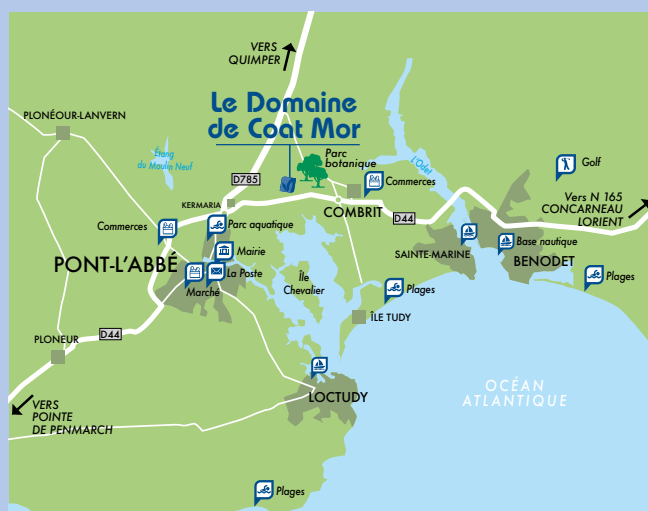 VERS
QUIMPER
PLONÉOUR-LANVERN
Le Domaine
de Coat Mor
Étang
du Moulin Neuf
Parc
botanique
L'Odet
Golf
D785
Commerces
KERMARIA
Vers N 165
CONCARNEAU
LORIENT
COMBRIT
D44
Commerces
Parc aquatique
Mairie
SAINTE-MARINE
Base nautique
BENODET
PONT-L'ABBÉ
La Poste
Marché
Île
Chevalier
Plages
Plages
ÎLE TUDY
D44
PLONEUR
OCÉAN
ATLANTIQUE
LOCTUDY
VERS
POINTE
DE PENMARCH
Plages